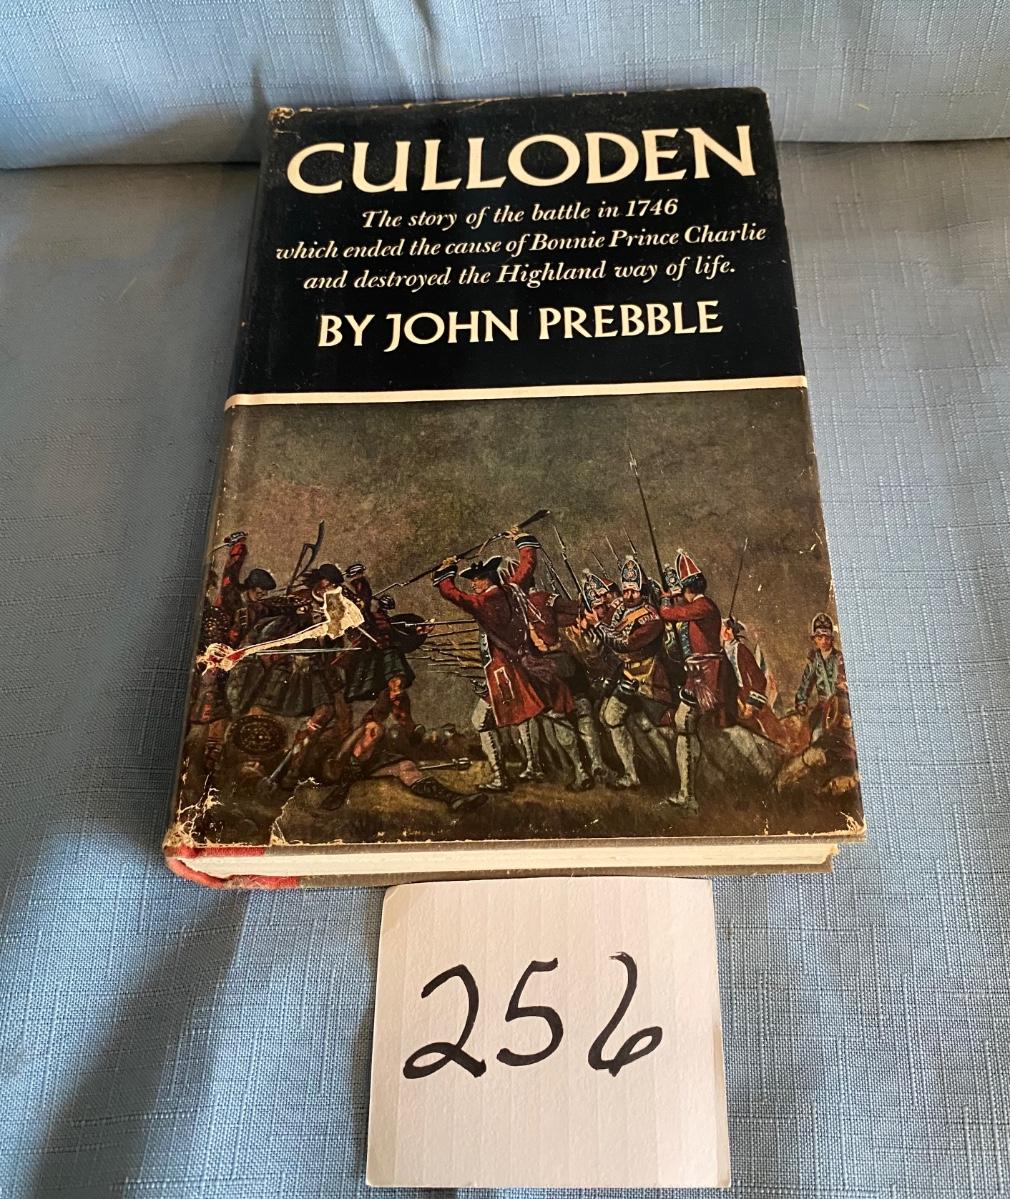 CULLODEN
The story of the battle in 1746
which ended the cause of Bonnie Prince Charlie
and destroyed the Highland way of life.
BY JOHN PREBBLE
256